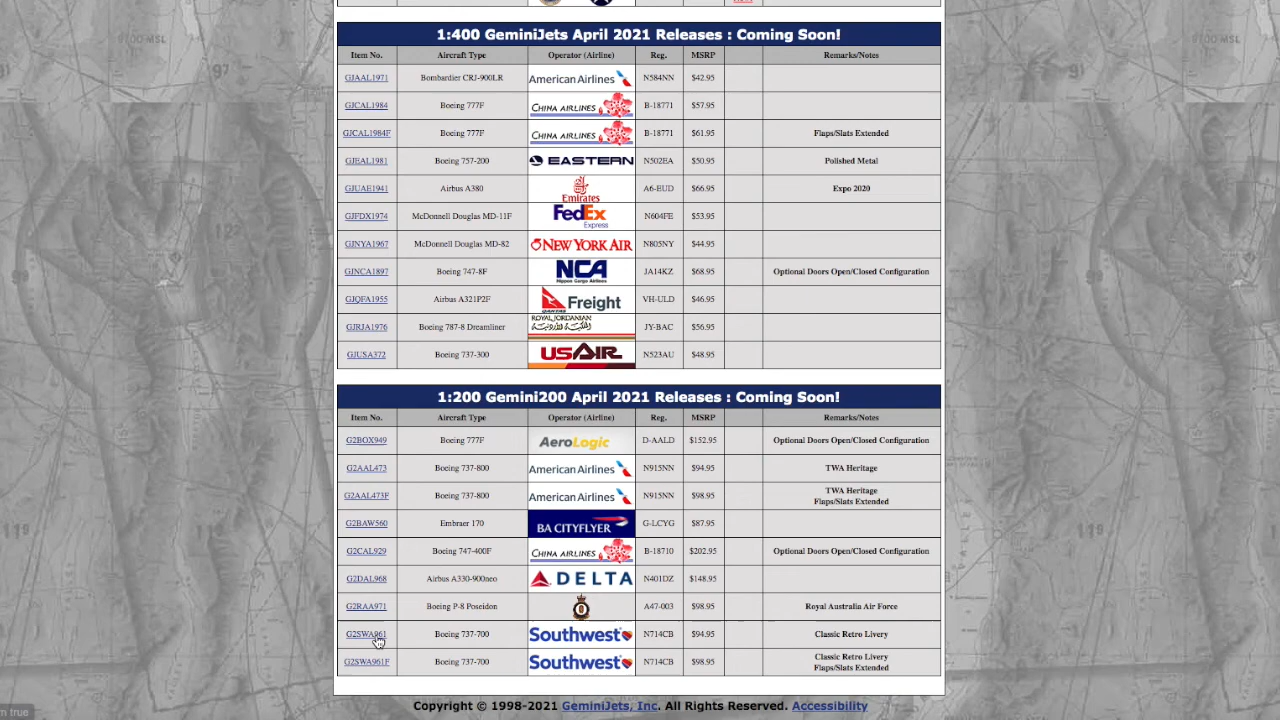 1:400 GeminiJets April 2021 Releases : Coming Soon!
Item No. Aircraft Type Operator (Airline) Reg. MSRP Remarks/Notes
GJAAL1971 Bombardier CRJ-900LR American Airlines N584NN $42.95
GJCAL1984 Boeing 777F CHINA AIRLINES B-18771 $57.95
GJCAL1984F Boeing 777F CHINA AIRLINES B-18771 $61.95 Flaps/Slats Extended
GJEAL1981 Boeing 757-200 EASTERN N502EA $50.95 Polished Metal
GJUAE1941 Airbus A380 Emirates A6-EUD $66.95 Expo 2020
GJFDX1974 McDonnell Douglas MD-11F FedEx Express N604FE $53.95
GJNYA1967 McDonnell Douglas MD-82 NEW YORK AIR N805NY $44.95
GJNCA1897 Boeing 747-8F NCA Nippon Cargo Airlines JA14KZ $68.95 Optional Doors Open/Closed Configuration
GJQFA1955 Airbus A321P2F QANTAS Freight VH-ULD $46.95
GJRJA1976 Boeing 787-8 Dreamliner ROYAL JORDANIAN الملكية الأردنية JY-BAC $56.95
GJUSA372 Boeing 737-300 USAIR N523AU $48.95
1:200 Gemini200 April 2021 Releases : Coming Soon!
Item No. Aircraft Type Operator (Airline) Reg. MSRP Remarks/Notes
G2BOX949 Boeing 777F AeroLogic D-AALD $152.95 Optional Doors Open/Closed Configuration
G2AAL473 Boeing 737-800 American Airlines N915NN $94.95 TWA Heritage
G2AAL473F Boeing 737-800 American Airlines N915NN $98.95 TWA Heritage
Flaps/Slats Extended
G2BAW560 Embraer 170 BA CITYFLYER G-LCYG $87.95
G2CAL929 Boeing 747-400F CHINA AIRLINES B-18710 $202.95 Optional Doors Open/Closed Configuration
G2DAL968 Airbus A330-900neo DELTA N401DZ $148.95
G2RAA971 Boeing P-8 Poseidon A47-003 $98.95 Royal Australia Air Force
G2SWA961 Boeing 737-700 Southwest N714CB $94.95 Classic Retro Livery
G2SWA961F Boeing 737-700 Southwest N714CB $98.95 Classic Retro Livery
Flaps/Slats Extended
Copyright © 1998-2021 GeminiJets, Inc. All Rights Reserved. Accessibility